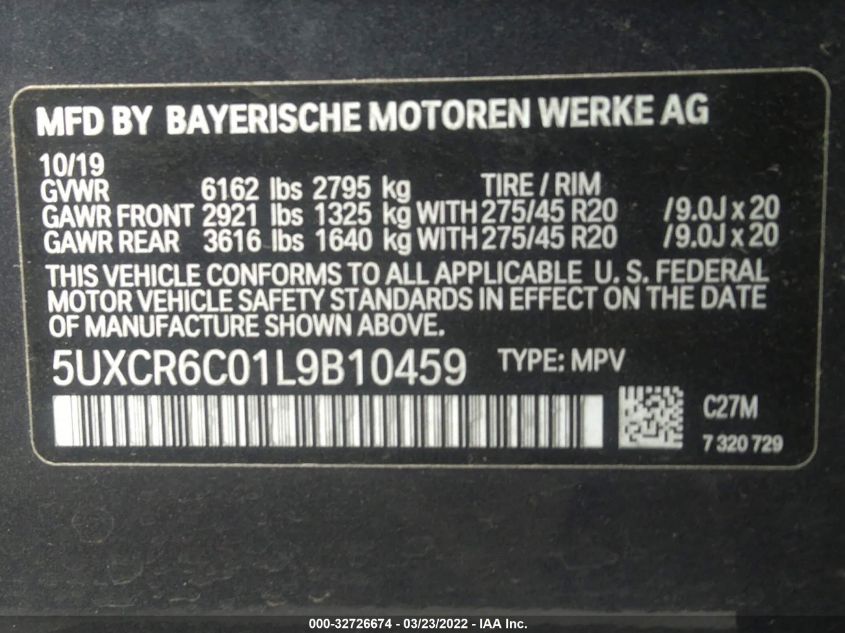 MFD BY BAYERISCHE MOTOREN WERKE AG
10/19
GVWR 6162 lbs 2795 kg TIRE / RIM
GAWR FRONT 2921 lbs 1325 kg WITH 275/45 R20 /9.0J x 20
GAWR REAR 3616 lbs 1640 kg WITH 275/45 R20 /9.0J x 20
THIS VEHICLE CONFORMS TO ALL APPLICABLE U. S. FEDERAL
MOTOR VEHICLE SAFETY STANDARDS IN EFFECT ON THE DATE
OF MANUFACTURE SHOWN ABOVE.
5UXCR6C01L9B10459 TYPE: MPV
C27M
7 320 729
000-32726674 / 03/23/2022 - IAA Inc.